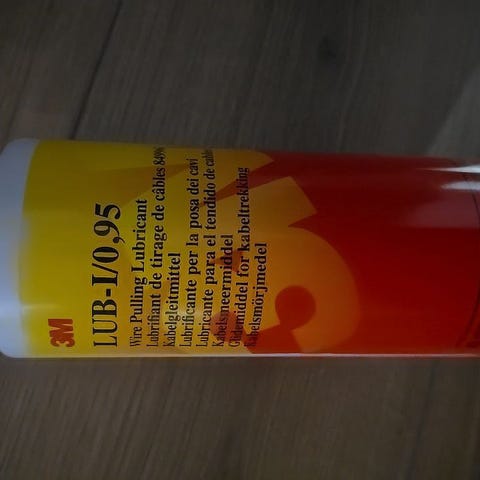 3M
LUB-I/0,95
Wire Pulling Lubricant
Lubrifiant de tirage de câbles
Kabelgleitmittel
Lubrificante per la posa dei cavi
Lubricante para el tendido de
Kabelsmeermiddel
Glidemiddel for kabeltrekking
Kabelsmörjmedel